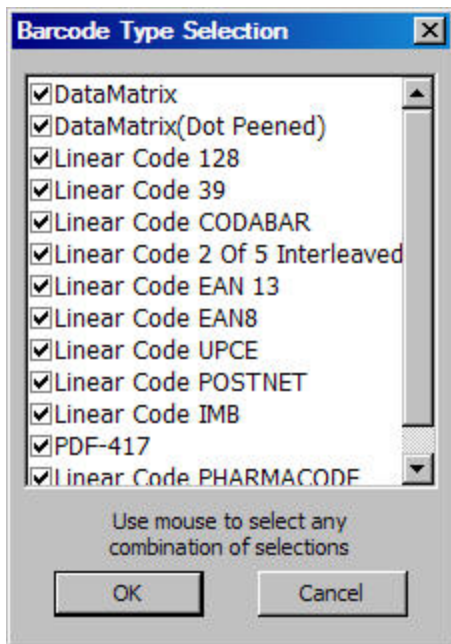 Barcode Type Selection
DataMatrix
DataMatrix(Dot Peened)
Linear Code 128
Linear Code 39
Linear Code CODABAR
Linear Code 2 Of 5 Interleaved
Linear Code EAN 13
Linear Code EAN8
Linear Code UPCE
Linear Code POSTNET
Linear Code IMB
PDF-417
Linear Code PHARMACODE
Use mouse to select any
combination of selections
OK
Cancel